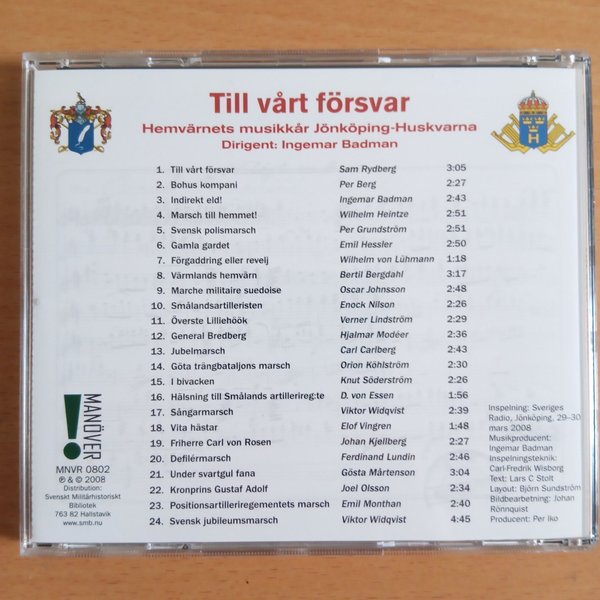 Till vårt försvar
Hemvärnets musikkår Jönköping-Huskvarna
Dirigent: Ingemar Badman
1. Till vårt försvar Sam Rydberg 3:05
2. Bohus kompani Per Berg 2:27
3. Indirekt eld! Ingemar Badman 2:43
4. Marsch till hemmet! Wilhelm Heintze 2:51
5. Svensk polismarsch Per Grundström 2:51
6. Gamla gardet Emil Hessler 2:50
7. Förgaddring eller revelj Wilhelm von Lühmann 1:18
8. Värmlands hemvärn Bertil Bergdahl 3:17
9. Marche militaire suedoise Oscar Johnsson 2:48
10. Smålandsartilleristen Enock Nilson 2:26
11. Överste Lilliehöök Verner Lindström 2:29
12. General Bredberg Hjalmar Modéer 2:36
13. Jubelmarsch Carl Carlberg 2:43
14. Göta trängbataljons marsch Orion Köhlström 2:30
15. I bivacken Knut Söderström 2:26
16. Hälsning till Smålands artillerireg:te D. von Essen 1:56
17. Sångarmarsch Viktor Widqvist 2:39
18. Vita hästar Elof Vingren 1:48
19. Friherre Carl von Rosen Johan Kjellberg 2:27
20. Defilérmarsch Ferdinand Lundin 2:46
21. Under svartgul fana Gösta Mårtenson 3:04
22. Kronprins Gustaf Adolf Joel Olsson 2:34
23. Positionsartilleriregementets marsch Emil Monthan 2:40
24. Svensk jubileumsmarsch Viktor Widqvist 4:45
MANÖVER
MNVR 0802
℗ & © 2008
Distribution:
Svenskt Militärhistoriskt
Bibliotek
763 82 Hallstavik
www.smb.nu
Inspelning: Sveriges
Radio, Jönköping, 29–30
mars 2008
Musikproducent:
Ingemar Badman
Inspelningsteknik:
Carl-Fredrik Wisborg
Text: Lars C Stolt
Layout: Björn Sundström
Bildbearbetning: Johan
Rönnquist
Producent: Per Iko
H